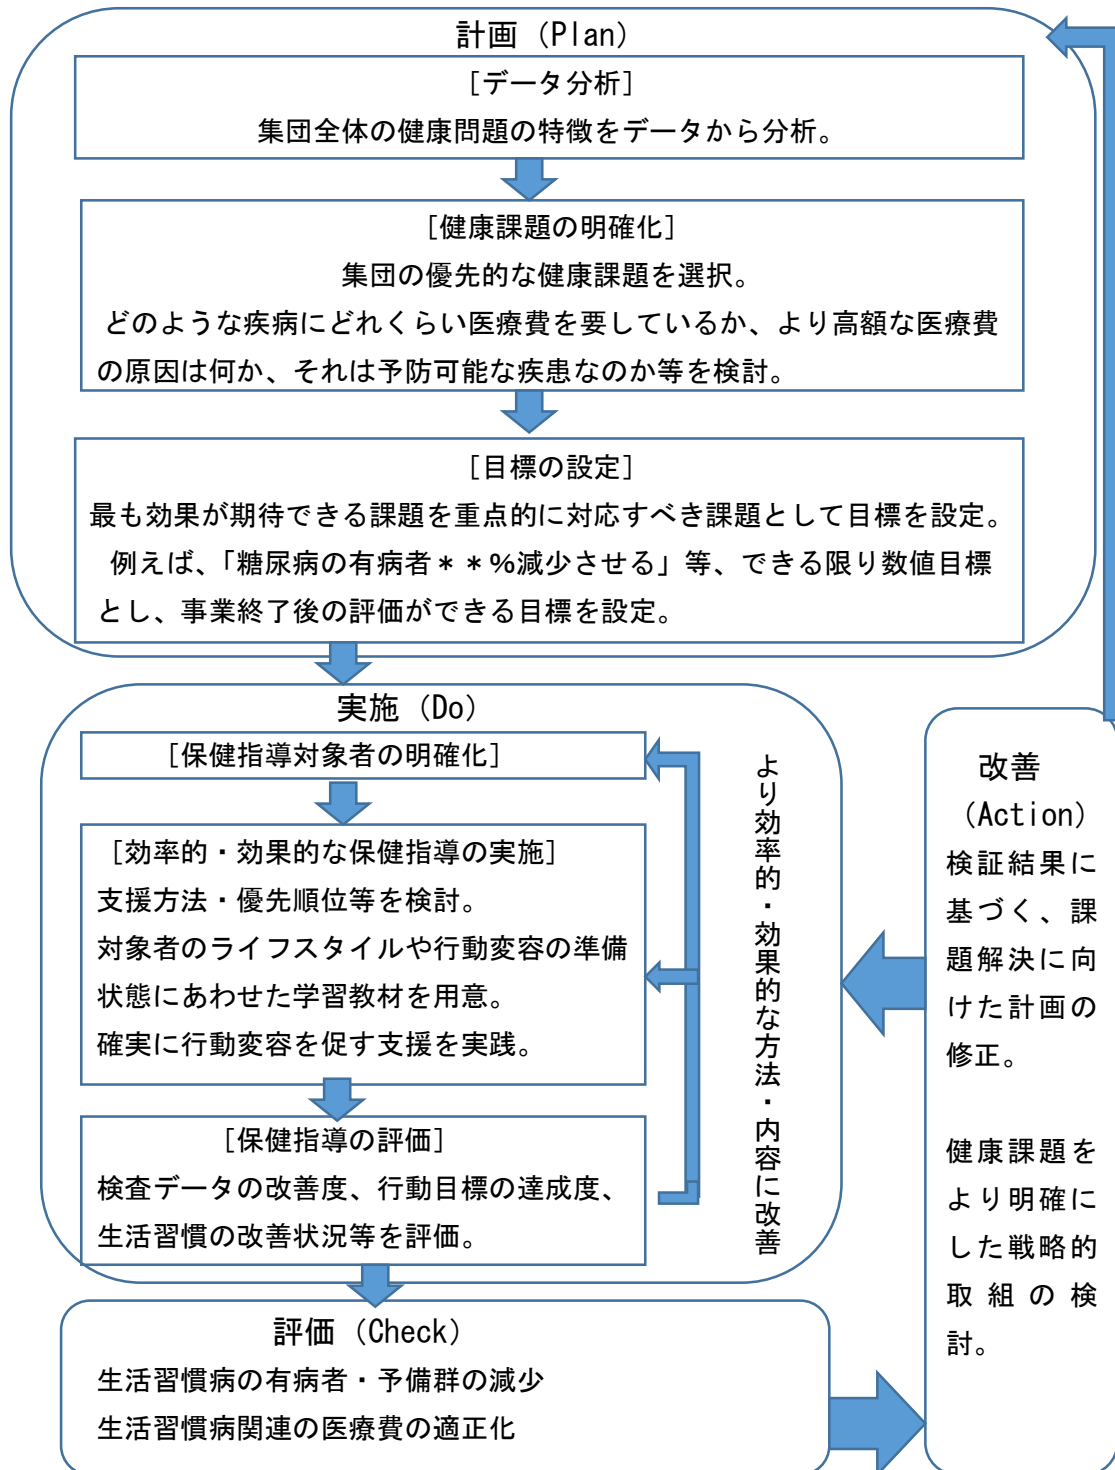 計画（Plan）
［データ分析］
集団全体の健康問題の特徴をデータから分析。
［健康課題の明確化］
集団の優先的な健康課題を選択。
どのような疾病にどれくらい医療費を要しているか、より高額な医療費
の原因は何か、それは予防可能な疾患なのか等を検討。
［目標の設定］
最も効果が期待できる課題を重点的に対応すべき課題として目標を設定。
例えば、「糖尿病の有病者＊＊%減少させる」等、できる限り数値目標
とし、事業終了後の評価ができる目標を設定。
実施（Do）
［保健指導対象者の明確化］
［効率的・効果的な保健指導の実施］
支援方法・優先順位等を検討。
対象者のライフスタイルや行動変容の準備
状態にあわせた学習教材を用意。
確実に行動変容を促す支援を実践。
［保健指導の評価］
検査データの改善度、行動目標の達成度、
生活習慣の改善状況等を評価。
より効率的・効果的な方法・内容に改善
評価（Check）
生活習慣病の有病者・予備群の減少
生活習慣病関連の医療費の適正化
改善
（Action）
検証結果に
基づく、課
題解決に向
けた計画の
修正。
健康課題を
より明確に
した戦略的
取組の検
討。